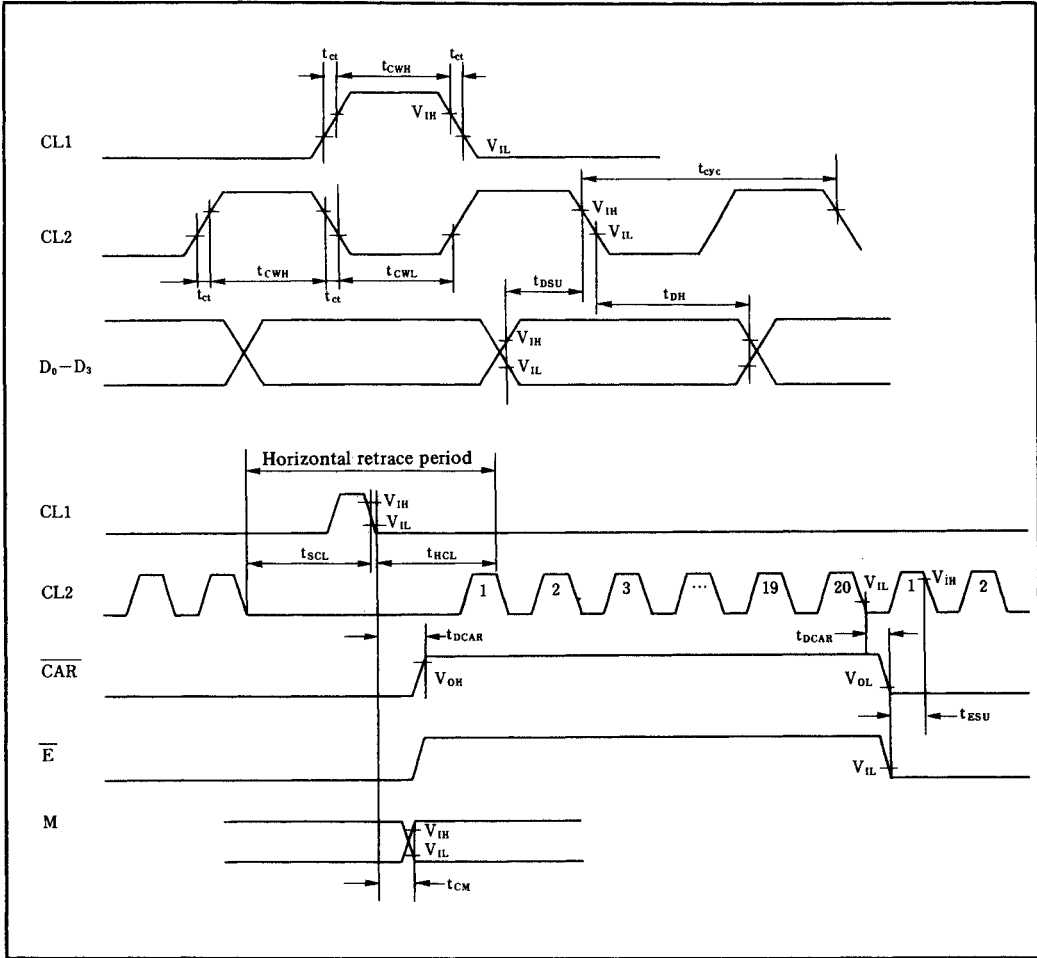 tct tCWH tct
CL1 VIH VIL
tcyc
CL2 VIH VIL
tct tCWH tct tCWL tDSU tDH
D0–D3 VIH VIL
Horizontal retrace period
CL1 VIH VIL
tSCL tHCL
CL2 1 2 3 ... 19 20 VIL 1 VIH 2
tDCAR tDCAR
CAR VOH VOL
tESU
E VIL
M VIH VIL
tCM